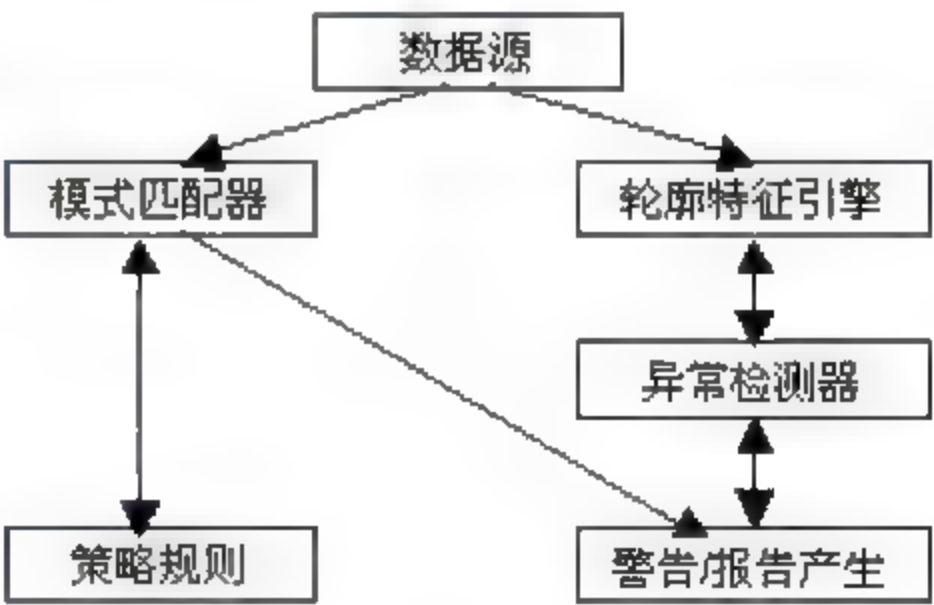 数据源
模式匹配器
轮廓特征引擎
异常检测器
策略规则
警告/报告产生